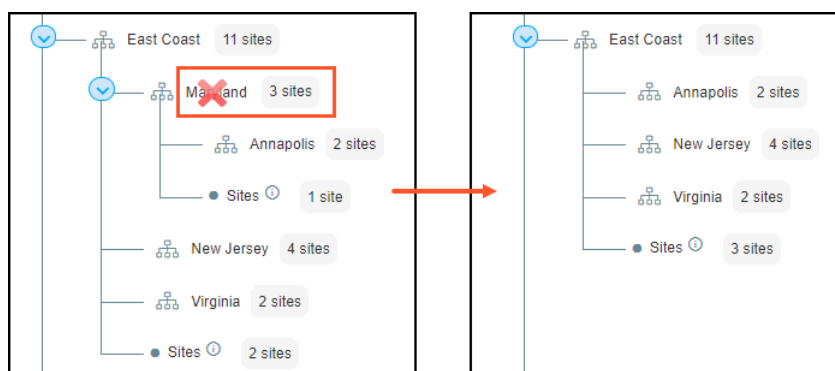 East Coast 11 sites
Maryland 3 sites
Annapolis 2 sites
Sites 1 site
New Jersey 4 sites
Virginia 2 sites
Sites 2 sites
East Coast 11 sites
Annapolis 2 sites
New Jersey 4 sites
Virginia 2 sites
Sites 3 sites